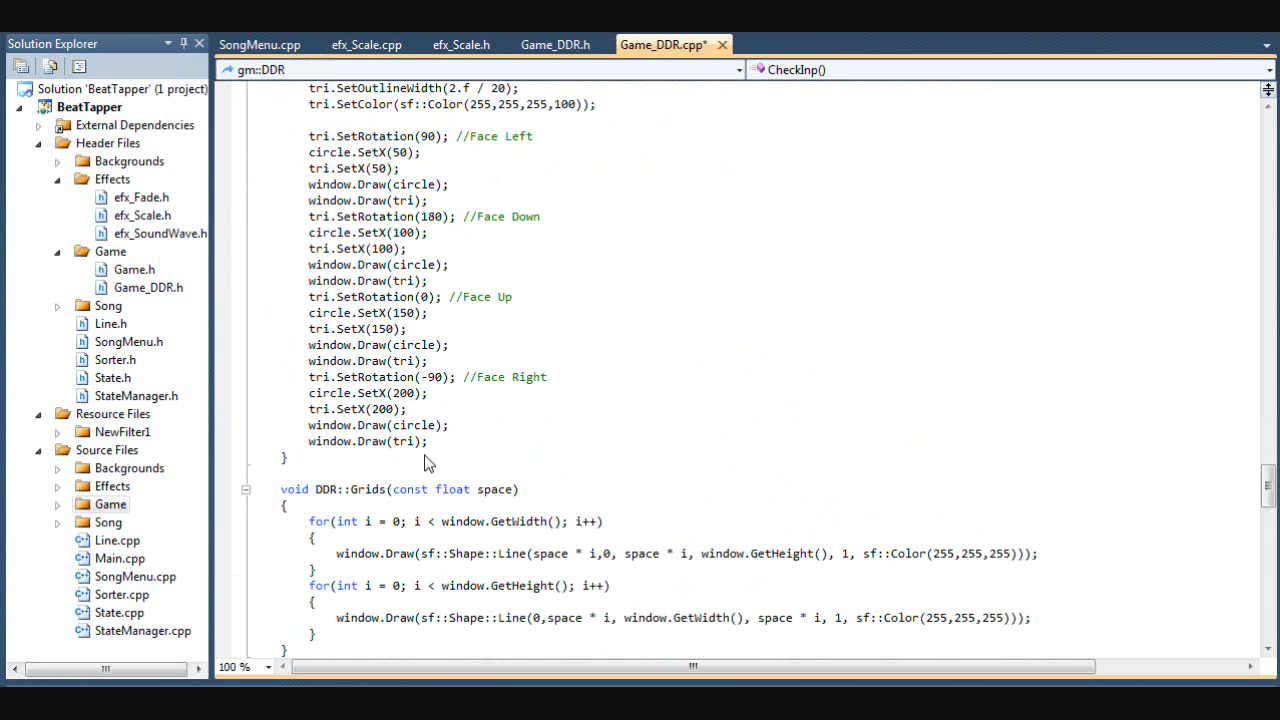 Solution Explorer
SongMenu.cpp efx_Scale.cpp efx_Scale.h Game_DDR.h Game_DDR.cpp*
gm::DDR CheckInp()
Solution 'BeatTapper' (1 project)
BeatTapper
External Dependencies
Header Files
Backgrounds
Effects
efx_Fade.h
efx_Scale.h
efx_SoundWave.h
Game
Game.h
Game_DDR.h
Song
Line.h
SongMenu.h
Sorter.h
State.h
StateManager.h
Resource Files
NewFilter1
Source Files
Backgrounds
Effects
Game
Song
Line.cpp
Main.cpp
SongMenu.cpp
Sorter.cpp
State.cpp
StateManager.cpp
tri.SetOutlineWidth(2.f / 20);
tri.SetColor(sf::Color(255,255,255,100));
tri.SetRotation(90); //Face Left
circle.SetX(50);
tri.SetX(50);
window.Draw(circle);
window.Draw(tri);
tri.SetRotation(180); //Face Down
circle.SetX(100);
tri.SetX(100);
window.Draw(circle);
window.Draw(tri);
tri.SetRotation(0); //Face Up
circle.SetX(150);
tri.SetX(150);
window.Draw(circle);
window.Draw(tri);
tri.SetRotation(-90); //Face Right
circle.SetX(200);
tri.SetX(200);
window.Draw(circle);
window.Draw(tri);
}
void DDR::Grids(const float space)
{
for(int i = 0; i < window.GetWidth(); i++)
{
window.Draw(sf::Shape::Line(space * i,0, space * i, window.GetHeight(), 1, sf::Color(255,255,255)));
}
for(int i = 0; i < window.GetHeight(); i++)
{
window.Draw(sf::Shape::Line(0,space * i, window.GetWidth(), space * i, 1, sf::Color(255,255,255)));
}
}
100 %